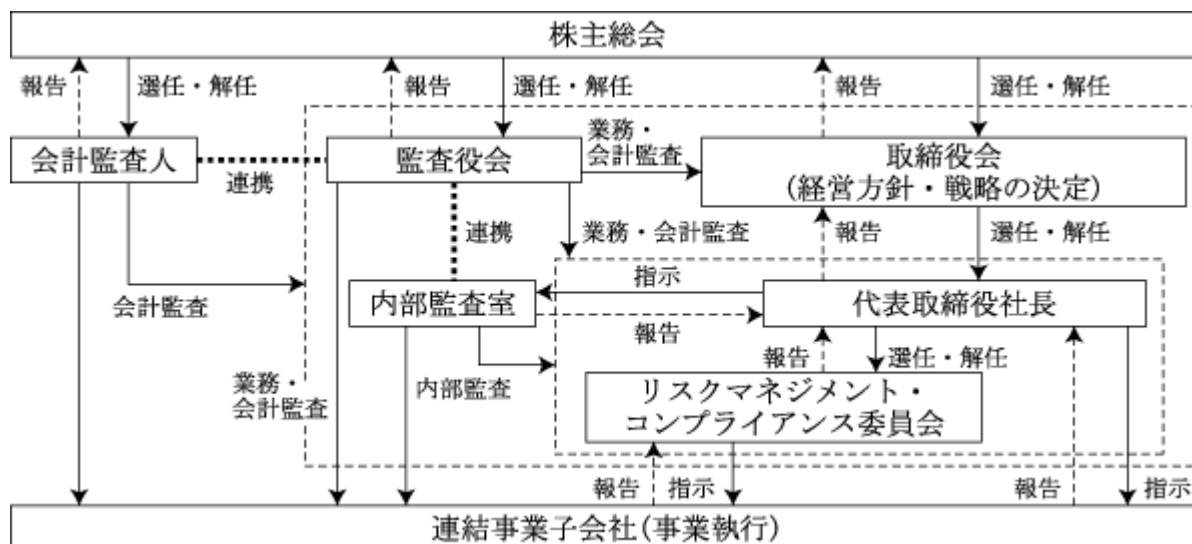 株主総会
報告
選任・解任
報告
選任・解任
報告
選任・解任
業務・
会計監査
会計監査人
連携
監査役会
取締役会
(経営方針・戦略の決定)
連携
業務・会計監査
報告
選任・解任
指示
会計監査
内部監査室
代表取締役社長
報告
報告
選任・解任
業務・
会計監査
内部監査
リスクマネジメント・
コンプライアンス委員会
報告
指示
報告
指示
連結事業子会社(事業執行)